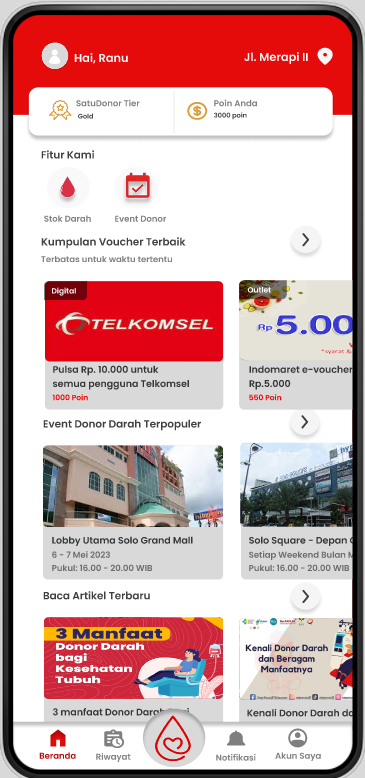 Hai, Ranu
Jl. Merapi II
SatuDonor Tier
Gold
Poin Anda
3000 poin
Fitur Kami
Stok Darah
Event Donor
Kumpulan Voucher Terbaik
Terbatas untuk waktu tertentu
Digital
TELKOMSEL
Pulsa Rp. 10.000 untuk
semua pengguna Telkomsel
1000 Poin
Outlet
Rp 5.00
*syarat &
Indomaret e-voucher
Rp.5.000
550 Poin
Event Donor Darah Terpopuler
Lobby Utama Solo Grand Mall
6 - 7 Mei 2023
Pukul: 16.00 - 20.00 WIB
Solo Square - Depan
Setiap Weekend Bulan M
Pukul: 16.00 - 20.00 WIB
Baca Artikel Terbaru
3 Manfaat
Donor Darah
bagi
Kesehatan
Tubuh
3 manfaat Donor Darah Bagi
Kenali Donor Darah
dan Beragam
Manfaatnya
Kenali Donor Darah d
Beranda
Riwayat
Notifikasi
Akun Saya